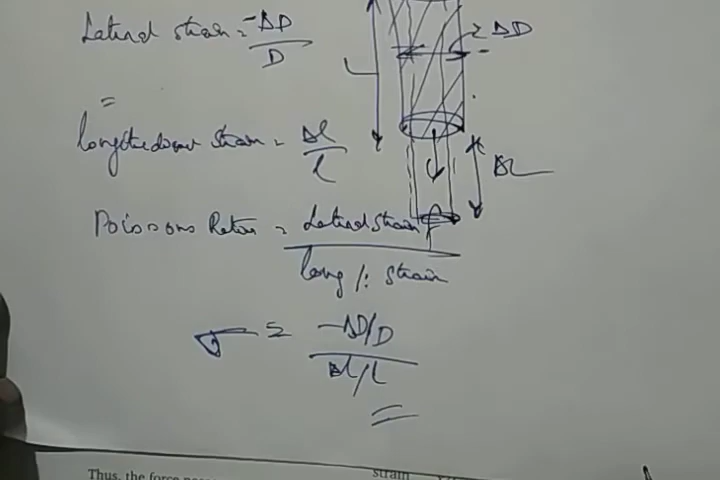 Lateral strain = -ΔD/D
ΔD
L
=
longitudinal strain = Δl/l
ΔL
Poissons Ratio = Lateral strain / long/: strain
σ = -ΔD/D / Δl/l
Thus, the force
strain